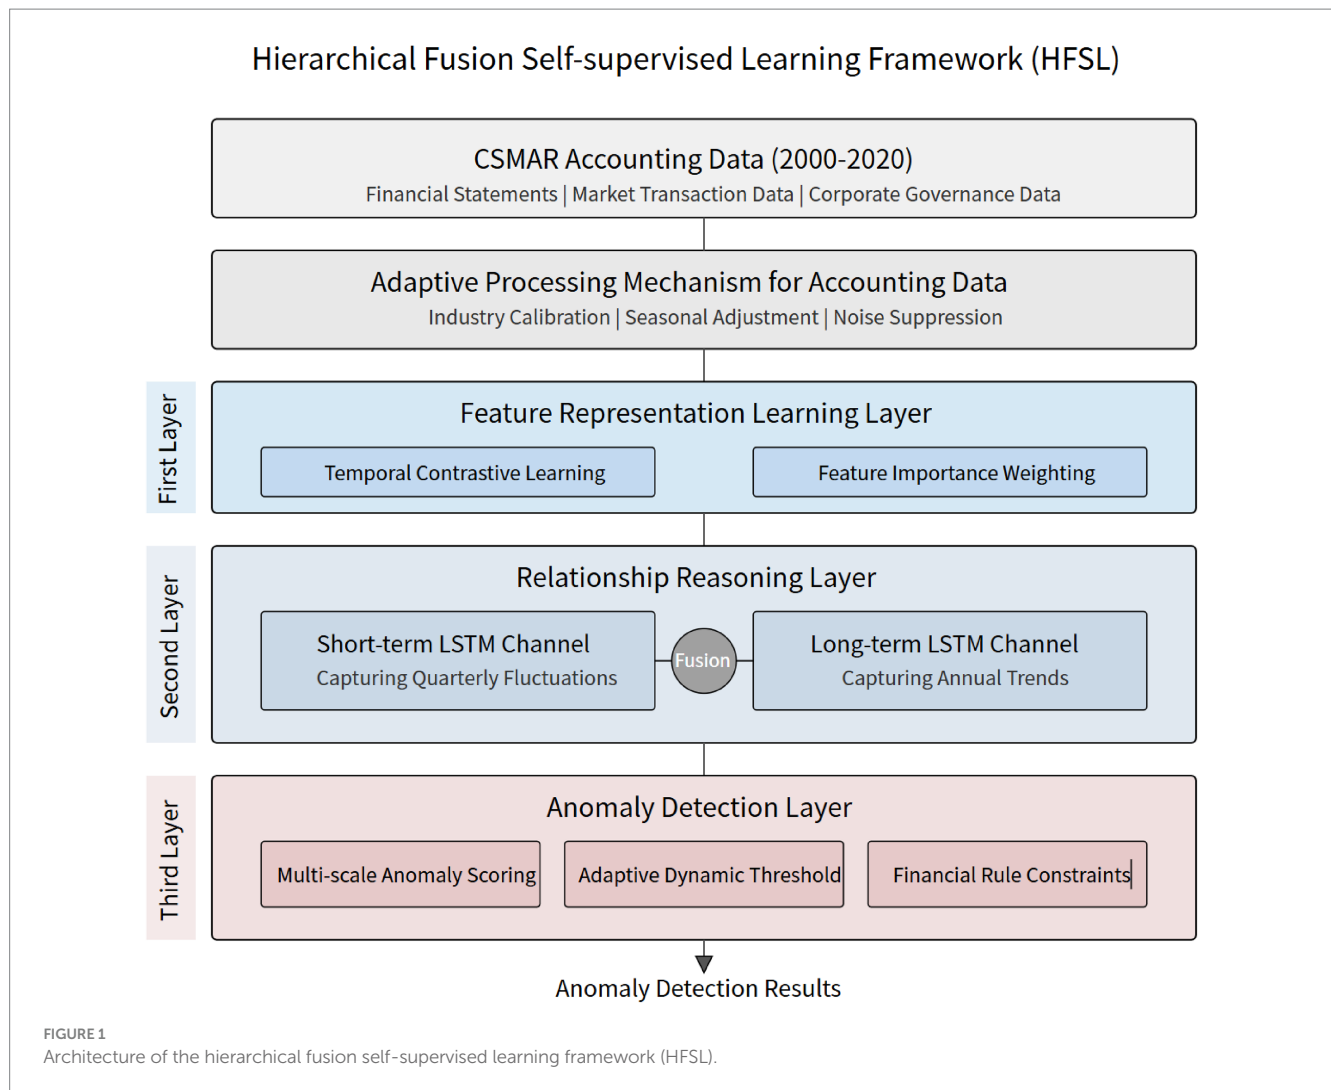 Hierarchical Fusion Self-supervised Learning Framework (HFSL)
CSMAR Accounting Data (2000-2020)
Financial Statements | Market Transaction Data | Corporate Governance Data
Adaptive Processing Mechanism for Accounting Data
Industry Calibration | Seasonal Adjustment | Noise Suppression
First Layer
Feature Representation Learning Layer
Temporal Contrastive Learning
Feature Importance Weighting
Second Layer
Relationship Reasoning Layer
Short-term LSTM Channel
Capturing Quarterly Fluctuations
Fusion
Long-term LSTM Channel
Capturing Annual Trends
Third Layer
Anomaly Detection Layer
Multi-scale Anomaly Scoring
Adaptive Dynamic Threshold
Financial Rule Constraints
Anomaly Detection Results
FIGURE 1
Architecture of the hierarchical fusion self-supervised learning framework (HFSL).